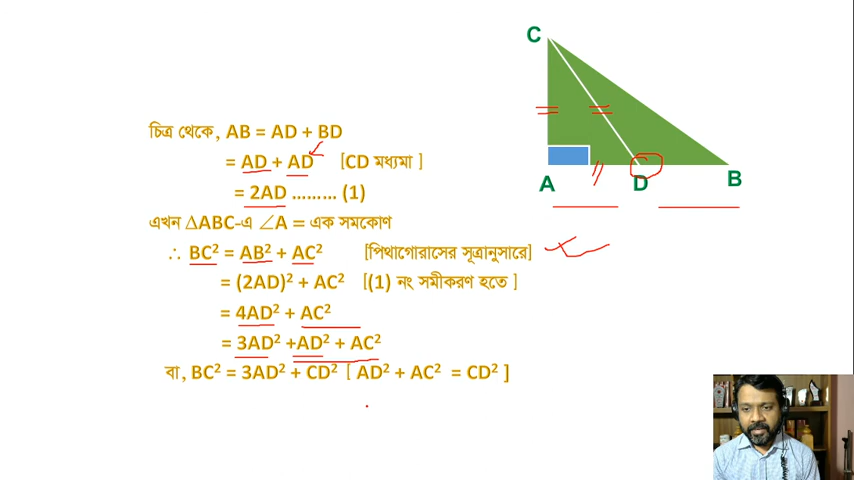 C
চিত্র থেকে, AB = AD + BD
= AD + AD [CD মধ্যমা ]
= 2AD ......... (1)
A D B
এখন ∆ABC-এ ∠A = এক সমকোণ
∴ BC² = AB² + AC² [পিথাগোরাসের সূত্রানুসারে]
= (2AD)² + AC² [(1) নং সমীকরণ হতে ]
= 4AD² + AC²
= 3AD² +AD² + AC²
বা, BC² = 3AD² + CD² [ AD² + AC² = CD² ]